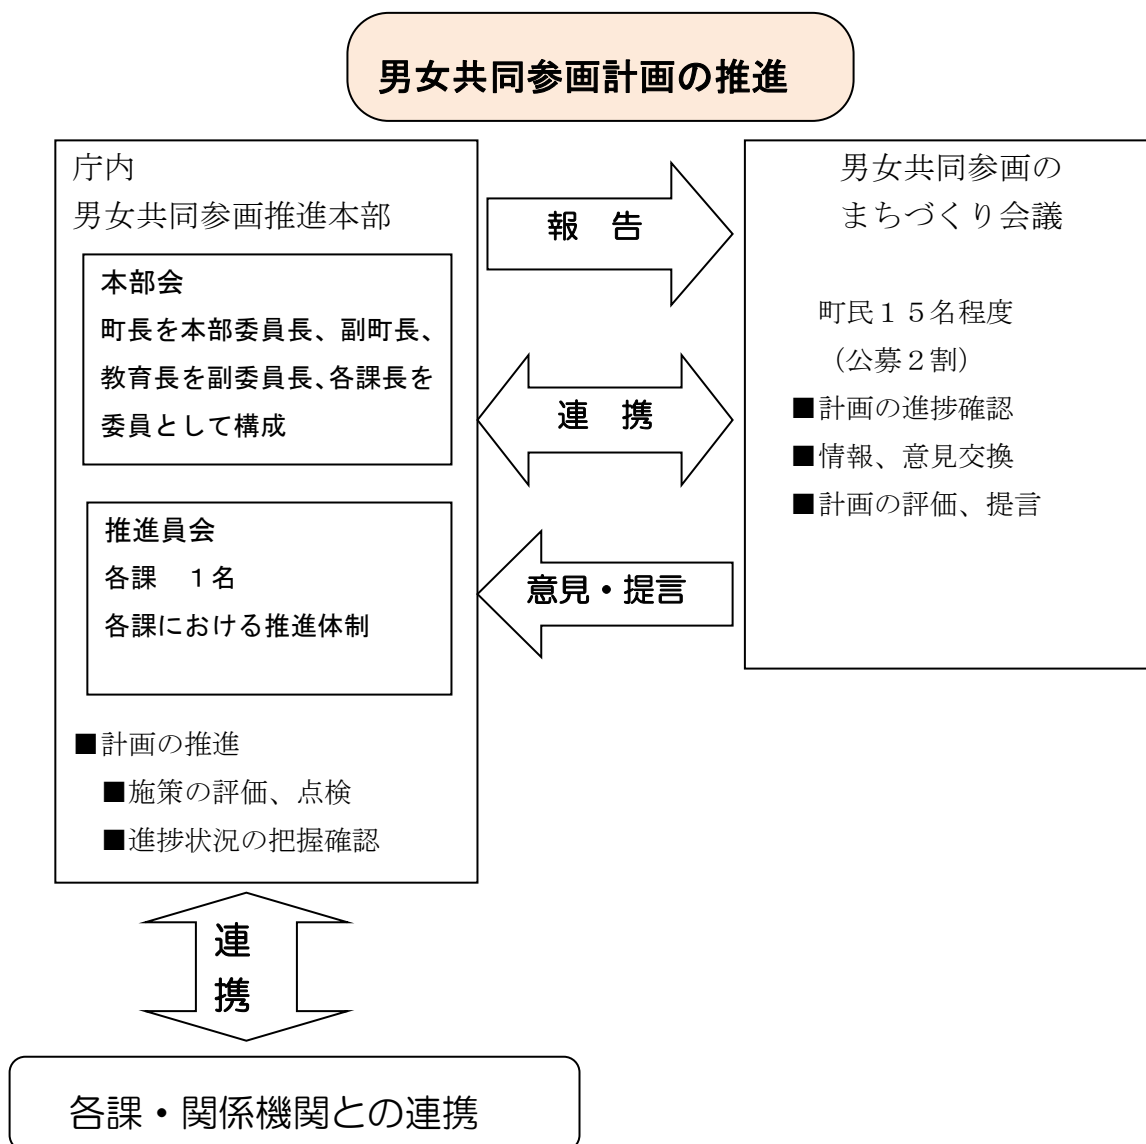 男女共同参画計画の推進
庁内
男女共同参画推進本部
本部会
町長を本部委員長、副町長、
教育長を副委員長、各課長を
委員として構成
推進員会
各課　１名
各課における推進体制
■計画の推進
■施策の評価、点検
■進捗状況の把握確認
報　告
連　携
意見・提言
男女共同参画の
まちづくり会議
町民１５名程度
（公募２割）
■計画の進捗確認
■情報、意見交換
■計画の評価、提言
連
携
各課・関係機関との連携